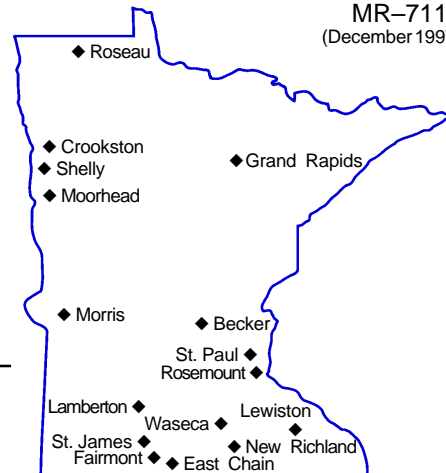 MR–711
(December 199
Roseau
Crookston
Shelly
Grand Rapids
Moorhead
Morris
Becker
St. Paul
Rosemount
Lamberton
Lewiston
Waseca
St. James
New Richland
Fairmont
East Chain